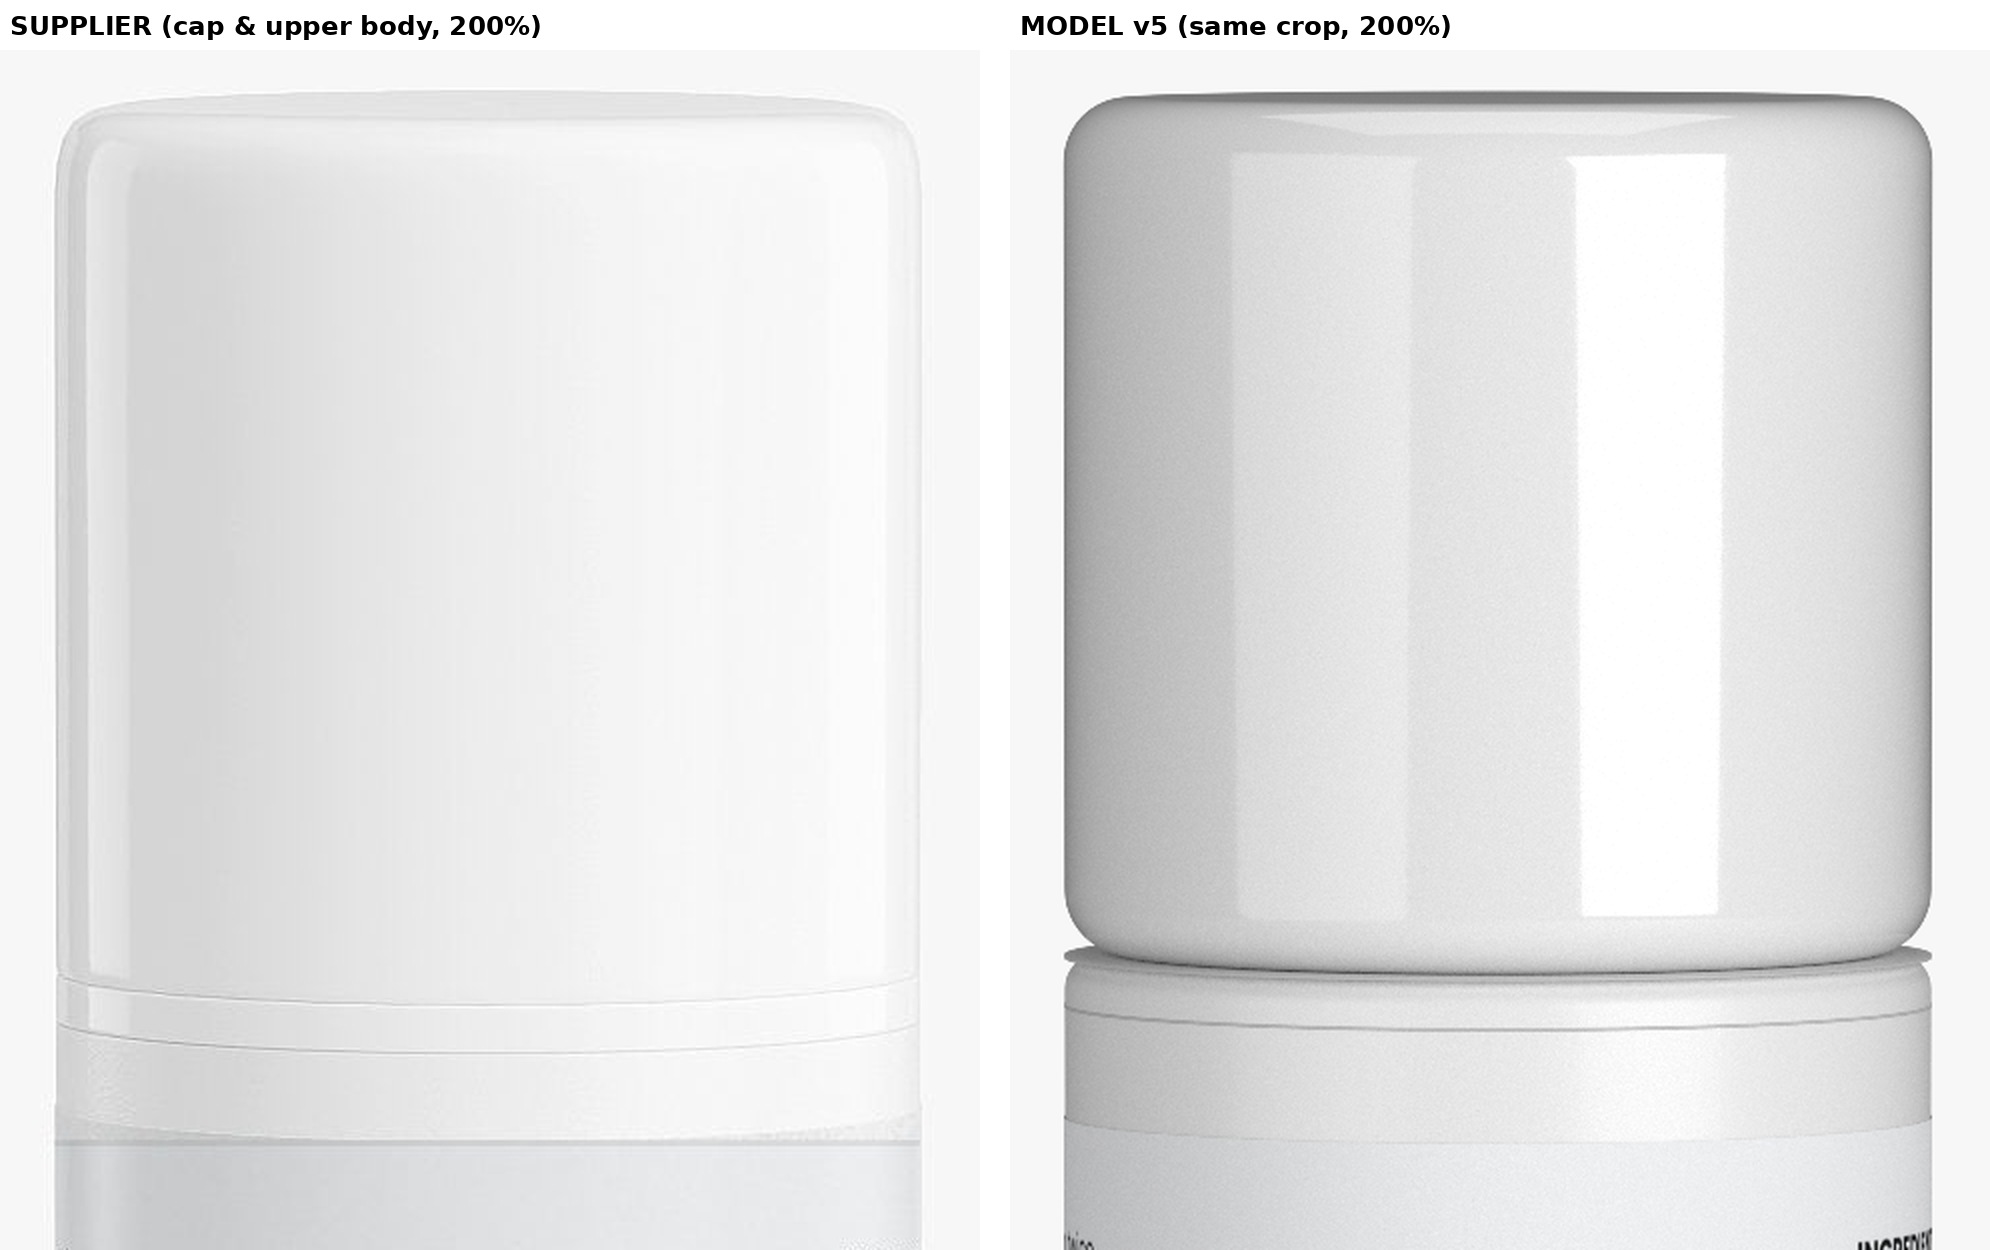 SUPPLIER (cap & upper body, 200%)
MODEL v5 (same crop, 200%)